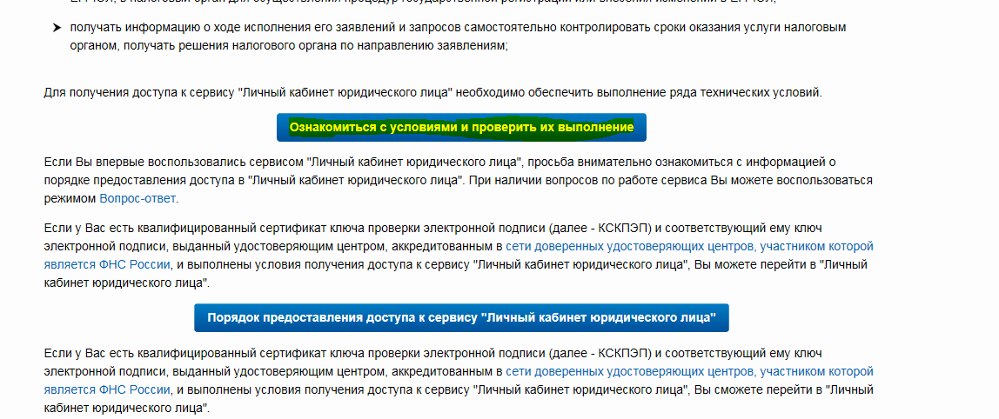 получать информацию о ходе исполнения его заявлений и запросов самостоятельно контролировать сроки оказания услуги налоговым
органом, получать решения налогового органа по направлению заявлениям;
Для получения доступа к сервису "Личный кабинет юридического лица" необходимо обеспечить выполнение ряда технических условий.
Ознакомиться с условиями и проверить их выполнение
Если Вы впервые воспользовались сервисом "Личный кабинет юридического лица", просьба внимательно ознакомиться с информацией о
порядке предоставления доступа в "Личный кабинет юридического лица". При наличии вопросов по работе сервиса Вы можете воспользоваться
режимом Вопрос-ответ.
Если у Вас есть квалифицированный сертификат ключа проверки электронной подписи (далее - КСКПЭП) и соответствующий ему ключ
электронной подписи, выданный удостоверяющим центром, аккредитованным в сети доверенных удостоверяющих центров, участником которой
является ФНС России, и выполнены условия получения доступа к сервису "Личный кабинет юридического лица", Вы можете перейти в "Личный
кабинет юридического лица".
Порядок предоставления доступа к сервису "Личный кабинет юридического лица"
Если у Вас есть квалифицированный сертификат ключа проверки электронной подписи (далее - КСКПЭП) и соответствующий ему ключ
электронной подписи, выданный удостоверяющим центром, аккредитованным в сети доверенных удостоверяющих центров, участником которой
является ФНС России, и выполнены условия получения доступа к сервису "Личный кабинет юридического лица", Вы сможете перейти в "Личный
кабинет юридического лица".